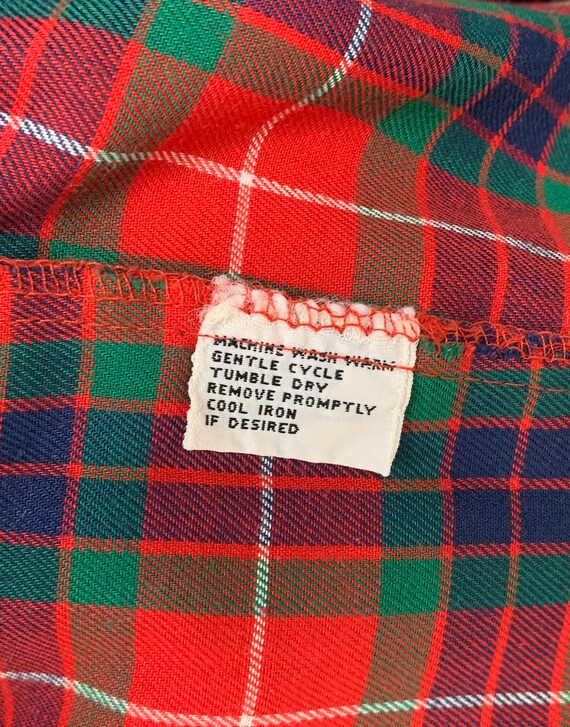 MACHINE WASH WARM
GENTLE CYCLE
TUMBLE DRY
REMOVE PROMPTLY
COOL IRON
IF DESIRED